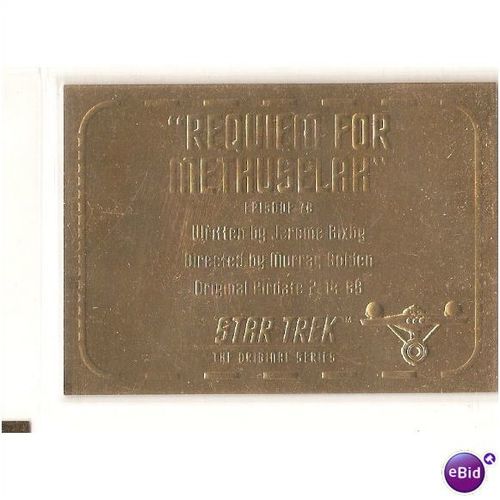 "REQUIEM FOR
METHUSELAH"
EPISODE 76
Written by Jerome Bixby
Directed by Murray Golden
Original Airdate 2-14-69
STAR TREK™
THE ORIGINAL SERIES
eBid